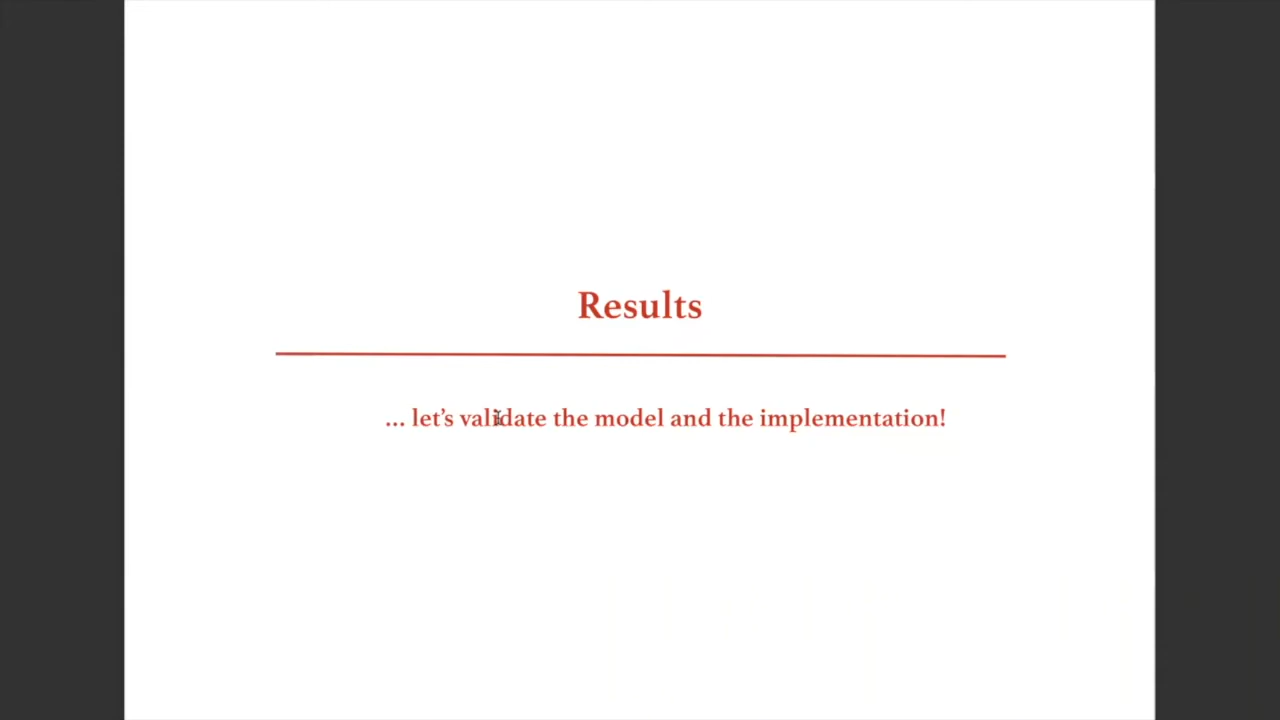 Results
... let's validate the model and the implementation!